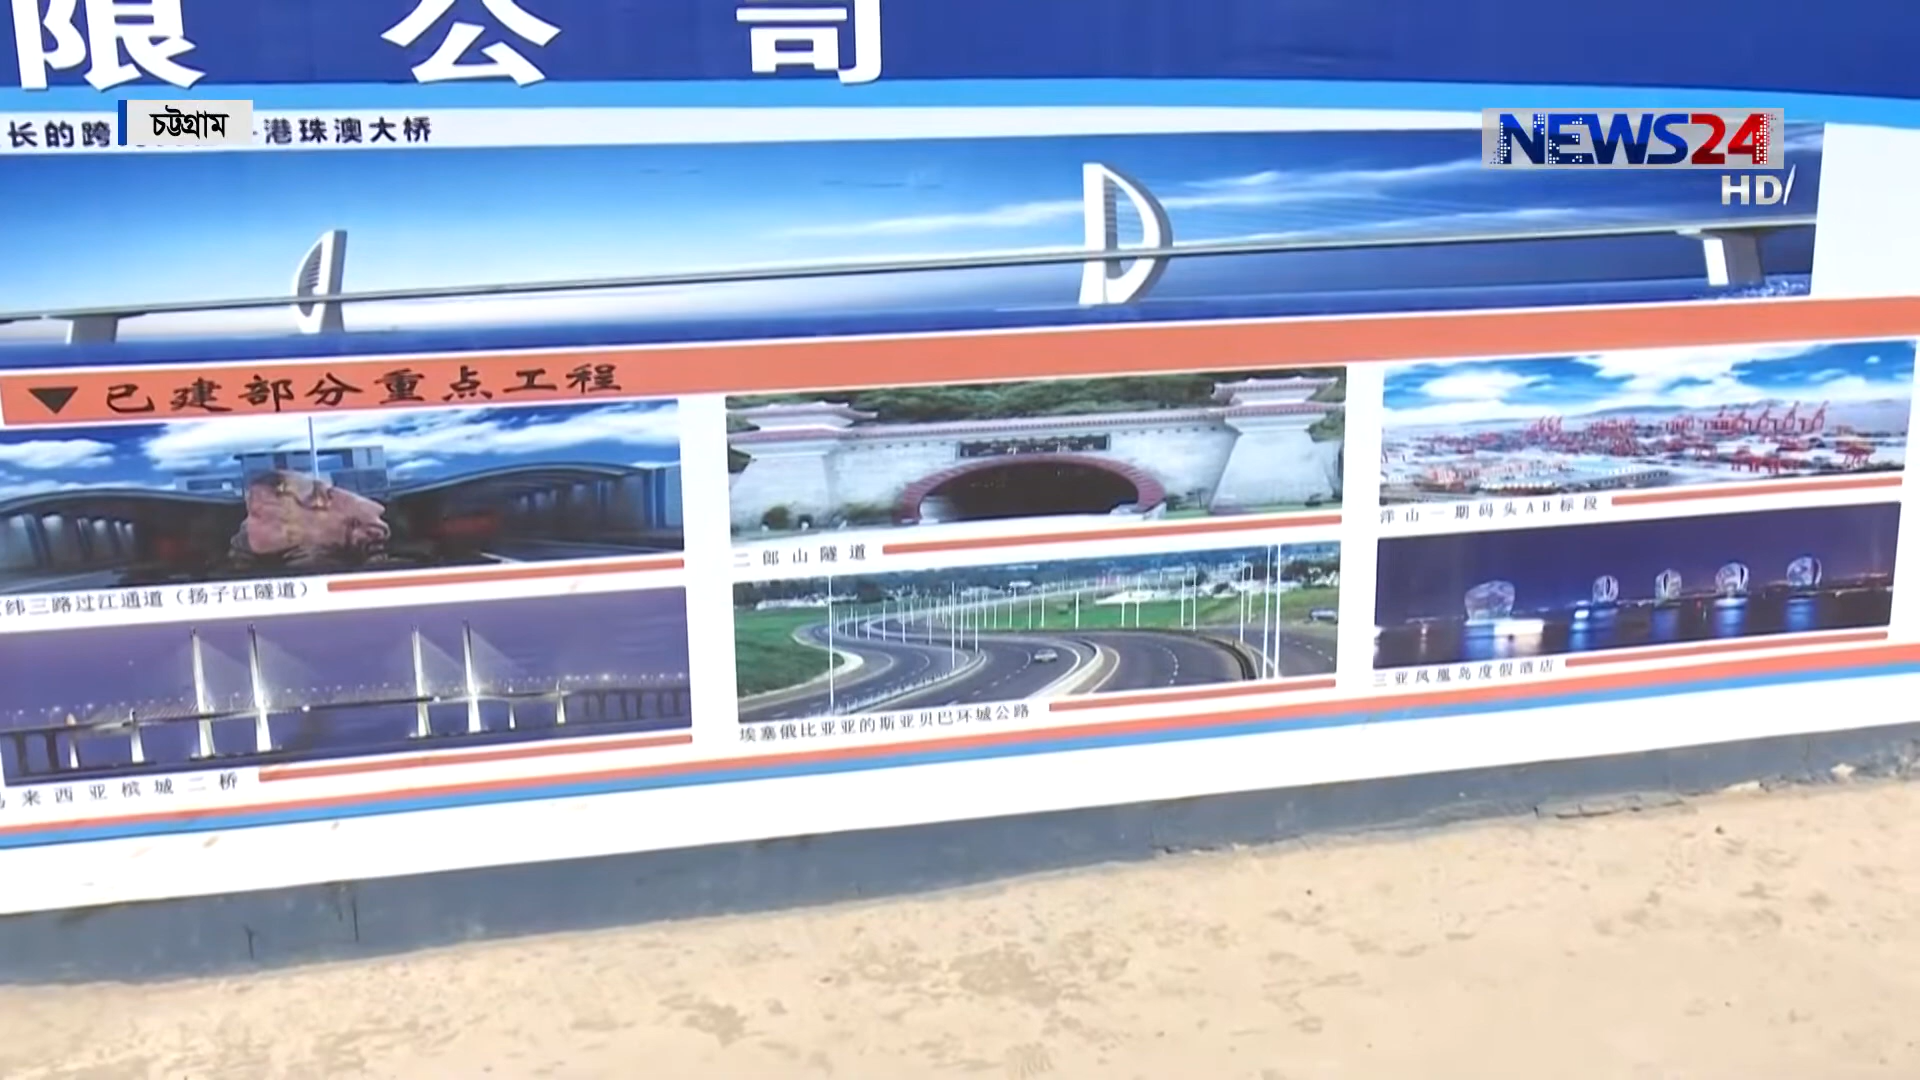 限公司
长的跨
港珠澳大桥
চট্টগ্রাম
NEWS24
HD
已建部分重点工程
纬三路过江通道（扬子江隧道）
二郎山隧道
洋山一期码头AB标段
来西亚槟城二桥
埃塞俄比亚亚的斯亚贝巴环城公路
三亚凤凰岛度假酒店